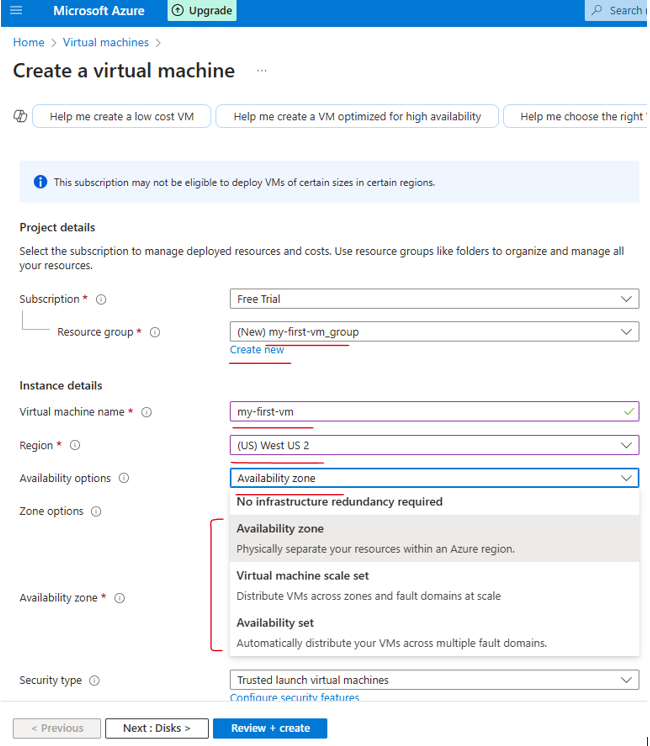 Microsoft Azure
Upgrade
Search
Home > Virtual machines >
Create a virtual machine ...
Help me create a low cost VM
Help me create a VM optimized for high availability
Help me choose the right
This subscription may not be eligible to deploy VMs of certain sizes in certain regions.
Project details
Select the subscription to manage deployed resources and costs. Use resource groups like folders to organize and manage all
your resources.
Subscription *
Free Trial
Resource group *
(New) my-first-vm_group
Create new
Instance details
Virtual machine name *
my-first-vm
Region *
(US) West US 2
Availability options
Availability zone
No infrastructure redundancy required
Zone options
Availability zone
Physically separate your resources within an Azure region.
Virtual machine scale set
Distribute VMs across zones and fault domains at scale
Availability zone *
Availability set
Automatically distribute your VMs across multiple fault domains.
Security type
Trusted launch virtual machines
Configure security features
< Previous
Next : Disks >
Review + create